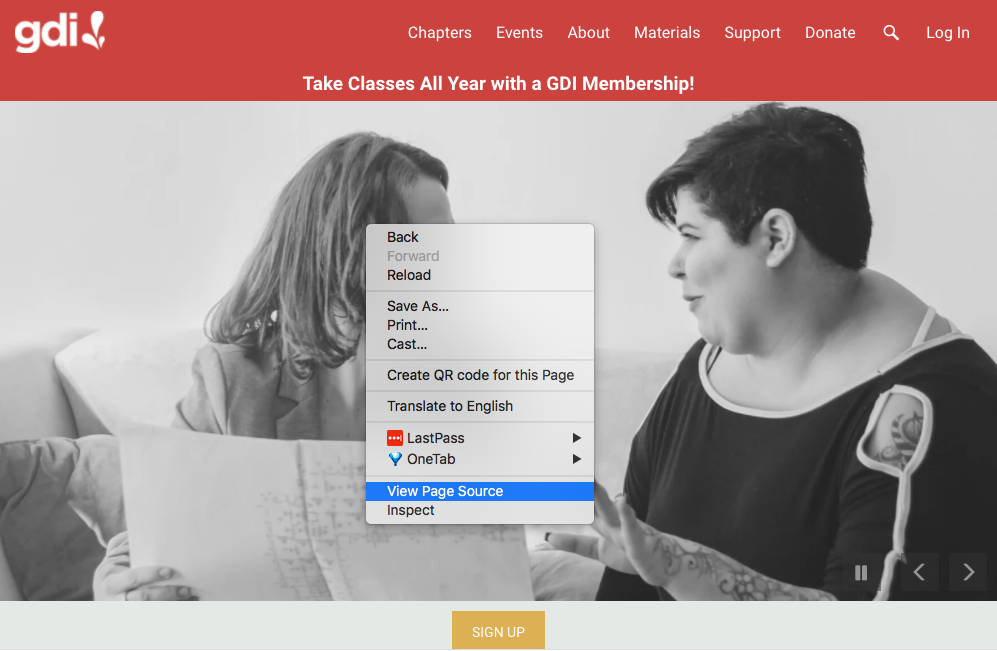 gdi
Chapters Events About Materials Support Donate Log In
Take Classes All Year with a GDI Membership!
Back
Forward
Reload
Save As...
Print...
Cast...
Create QR code for this Page
Translate to English
LastPass
OneTab
View Page Source
Inspect
SIGN UP